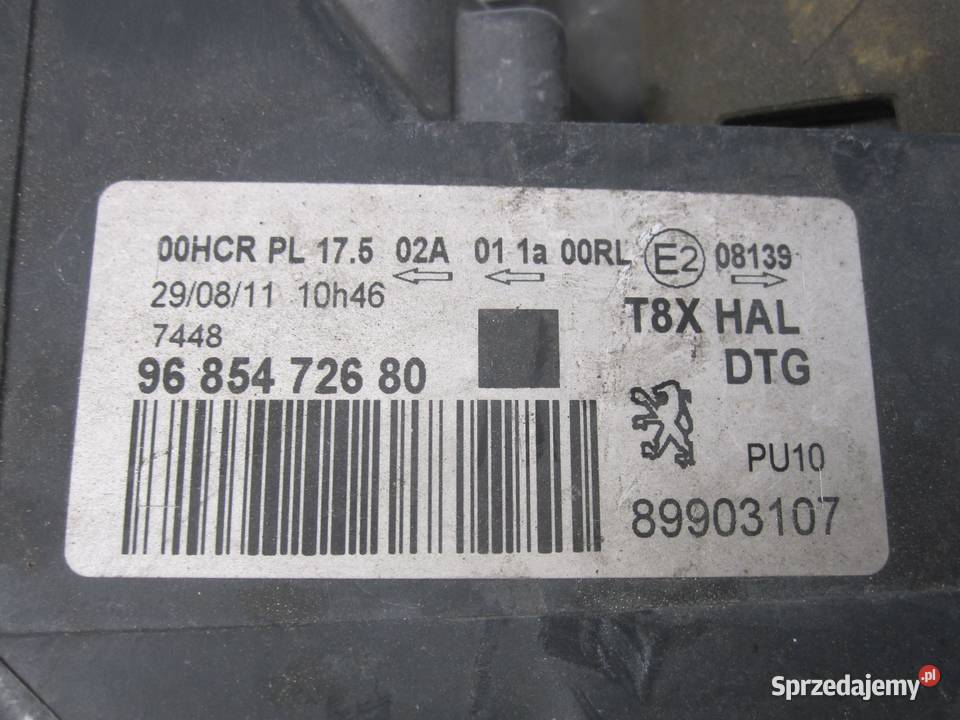 00HCR PL 17.5 02A 01 1a 00RL E2 08139
29/08/11 10h46
7448
96 854 726 80
T8X HAL
DTG
PU10
89903107
Sprzedajemy.pl